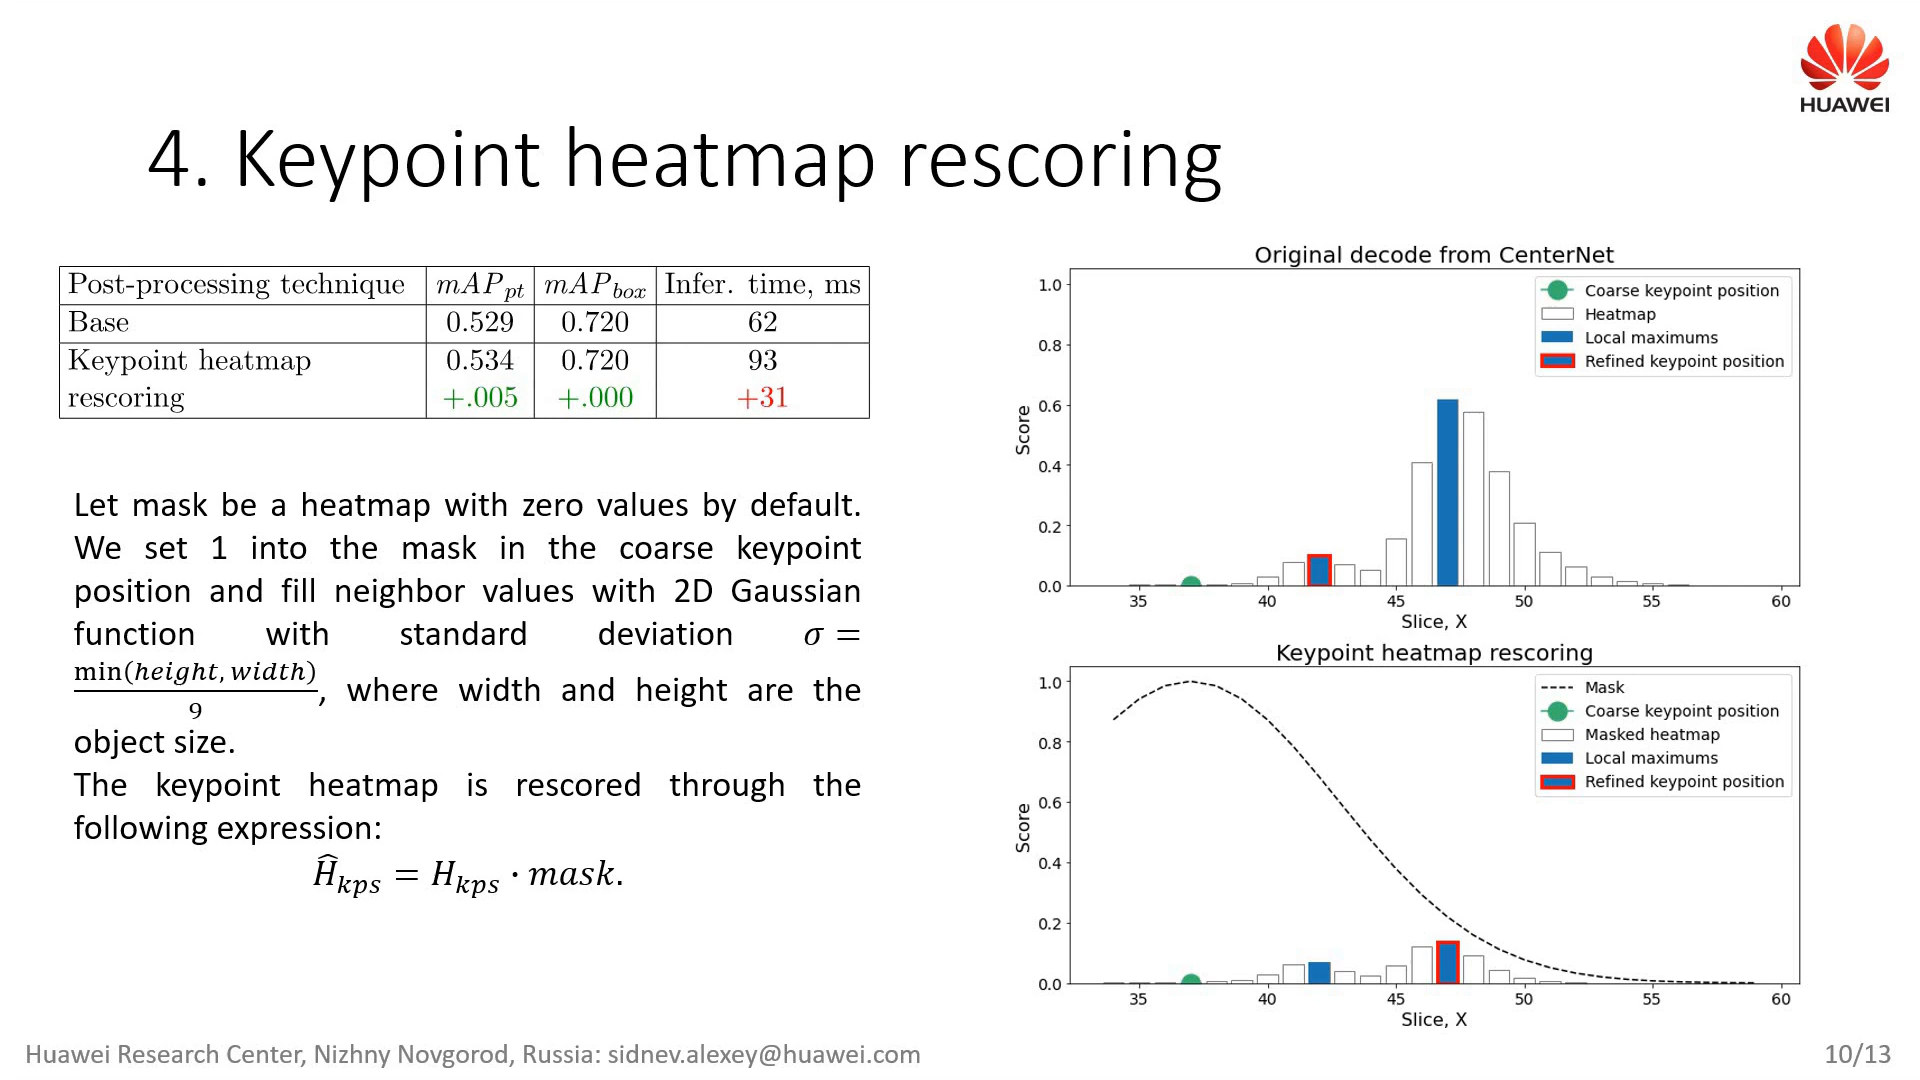 HUAWEI
4. Keypoint heatmap rescoring
Post-processing technique mAP_pt mAP_box Infer. time, ms
Base 0.529 0.720 62
Keypoint heatmap 0.534 0.720 93
rescoring +.005 +.000 +31
Let mask be a heatmap with zero values by default.
We set 1 into the mask in the coarse keypoint
position and fill neighbor values with 2D Gaussian
function with standard deviation σ =
min(height, width)/9, where width and height are the
object size.
The keypoint heatmap is rescored through the
following expression:
Ĥ_kps = H_kps · mask.
Original decode from CenterNet
Coarse keypoint position
Heatmap
Local maximums
Refined keypoint position
Score
1.0
0.8
0.6
0.4
0.2
0.0
35 40 45 50 55 60
Slice, X
Keypoint heatmap rescoring
Mask
Coarse keypoint position
Masked heatmap
Local maximums
Refined keypoint position
Score
1.0
0.8
0.6
0.4
0.2
0.0
35 40 45 50 55 60
Slice, X
Huawei Research Center, Nizhny Novgorod, Russia: sidnev.alexey@huawei.com
10/13